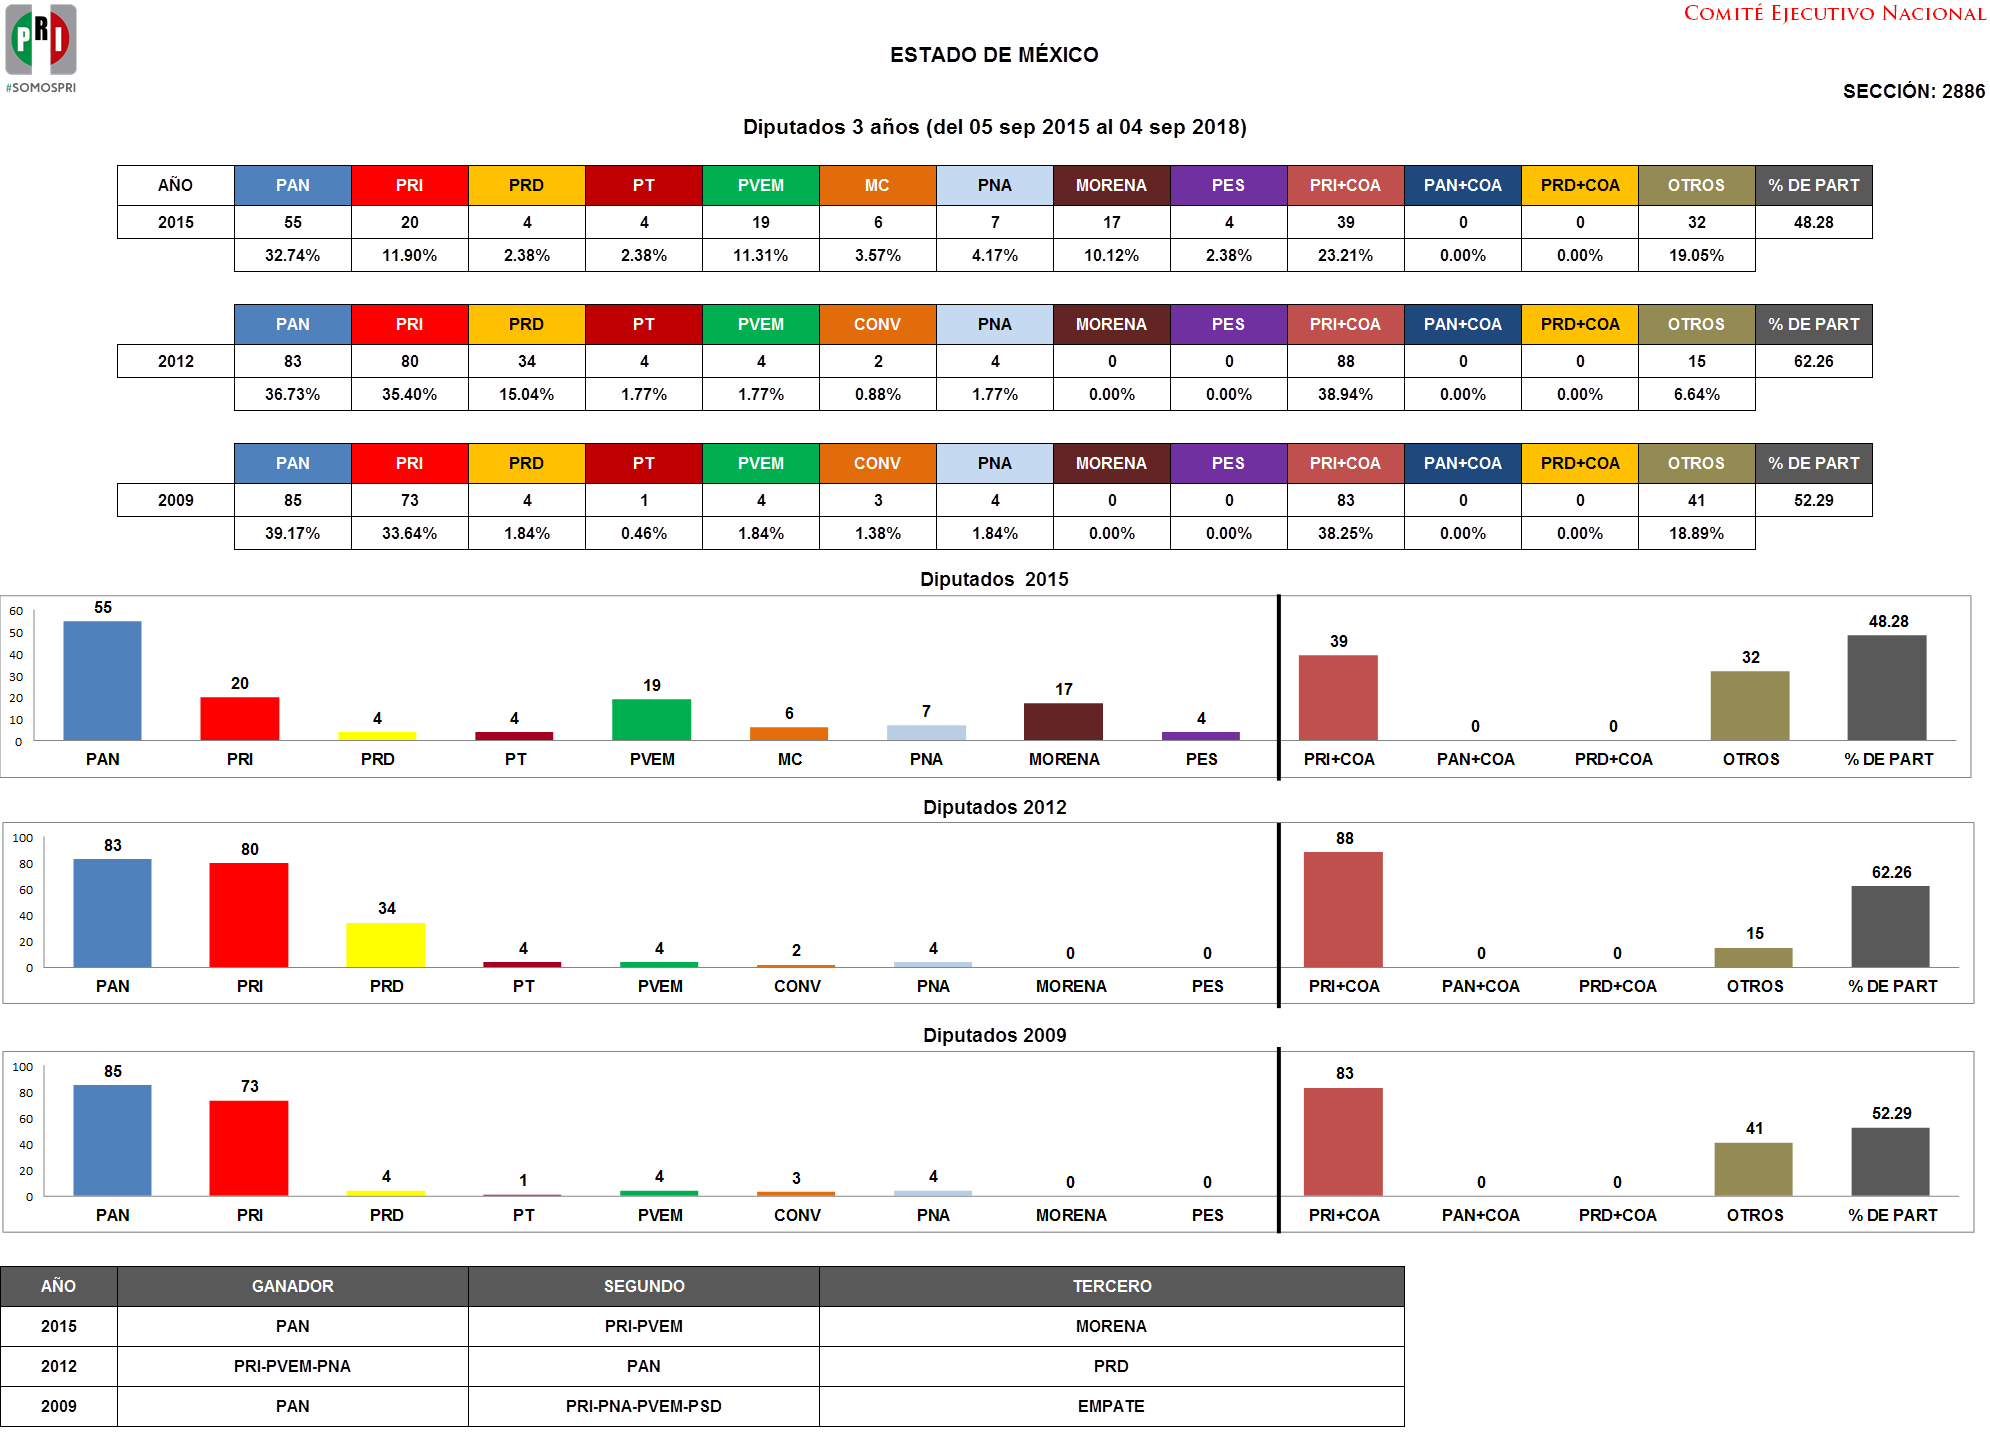 PRI
#SOMOSPRI
COMITÉ EJECUTIVO NACIONAL
ESTADO DE MÉXICO
SECCIÓN: 2886
Diputados 3 años (del 05 sep 2015 al 04 sep 2018)
AÑO PAN PRI PRD PT PVEM MC PNA MORENA PES PRI+COA PAN+COA PRD+COA OTROS % DE PART
2015 55 20 4 4 19 6 7 17 4 39 0 0 32 48.28
32.74% 11.90% 2.38% 2.38% 11.31% 3.57% 4.17% 10.12% 2.38% 23.21% 0.00% 0.00% 19.05%
PAN PRI PRD PT PVEM CONV PNA MORENA PES PRI+COA PAN+COA PRD+COA OTROS % DE PART
2012 83 80 34 4 4 2 4 0 0 88 0 0 15 62.26
36.73% 35.40% 15.04% 1.77% 1.77% 0.88% 1.77% 0.00% 0.00% 38.94% 0.00% 0.00% 6.64%
PAN PRI PRD PT PVEM CONV PNA MORENA PES PRI+COA PAN+COA PRD+COA OTROS % DE PART
2009 85 73 4 1 4 3 4 0 0 83 0 0 41 52.29
39.17% 33.64% 1.84% 0.46% 1.84% 1.38% 1.84% 0.00% 0.00% 38.25% 0.00% 0.00% 18.89%
Diputados 2015
60
50
40
30
20
10
0
55 20 4 4 19 6 7 17 4 39 0 0 32 48.28
PAN PRI PRD PT PVEM MC PNA MORENA PES PRI+COA PAN+COA PRD+COA OTROS % DE PART
Diputados 2012
100
80
60
40
20
0
83 80 34 4 4 2 4 0 0 88 0 0 15 62.26
PAN PRI PRD PT PVEM CONV PNA MORENA PES PRI+COA PAN+COA PRD+COA OTROS % DE PART
Diputados 2009
100
80
60
40
20
0
85 73 4 1 4 3 4 0 0 83 0 0 41 52.29
PAN PRI PRD PT PVEM CONV PNA MORENA PES PRI+COA PAN+COA PRD+COA OTROS % DE PART
AÑO GANADOR SEGUNDO TERCERO
2015 PAN PRI-PVEM MORENA
2012 PRI-PVEM-PNA PAN PRD
2009 PAN PRI-PNA-PVEM-PSD EMPATE